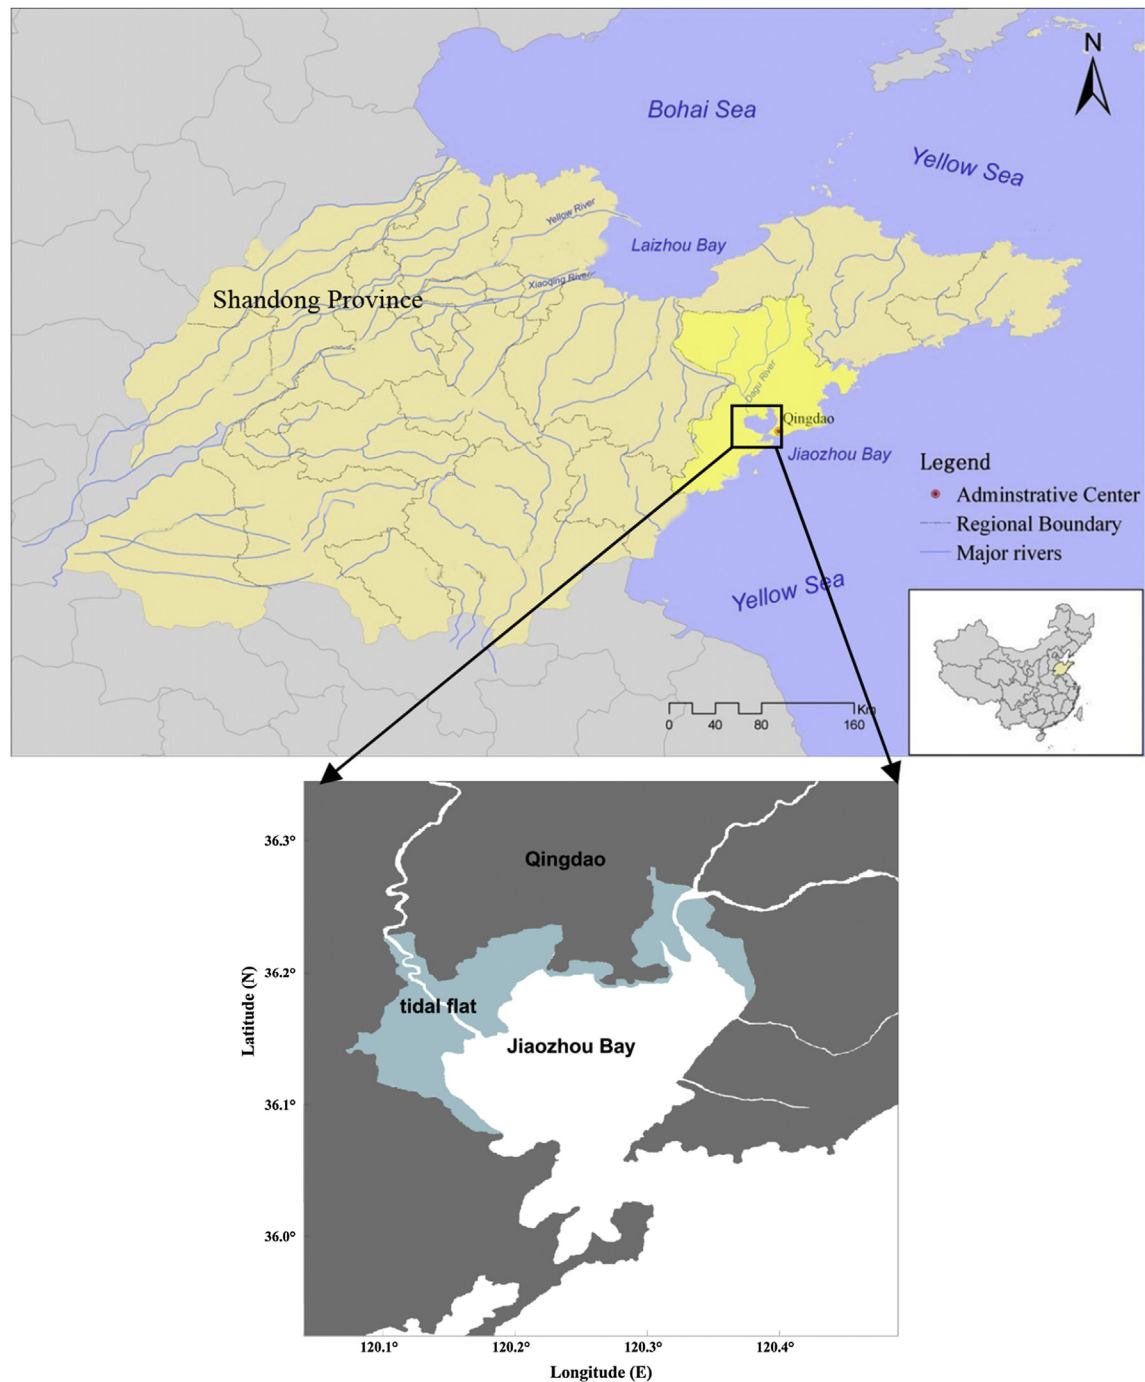 N
Bohai Sea
Yellow Sea
Yellow River
Laizhou Bay
Xiaoqing River
Shandong Province
Dagu River
Qingdao
Jiaozhou Bay
Legend
Adminstrative Center
Regional Boundary
Major rivers
Yellow Sea
Km
0 40 80 160
36.3°
Qingdao
36.2°
tidal flat
Jiaozhou Bay
Latitude (N)
36.1°
36.0°
120.1° 120.2° 120.3° 120.4°
Longitude (E)